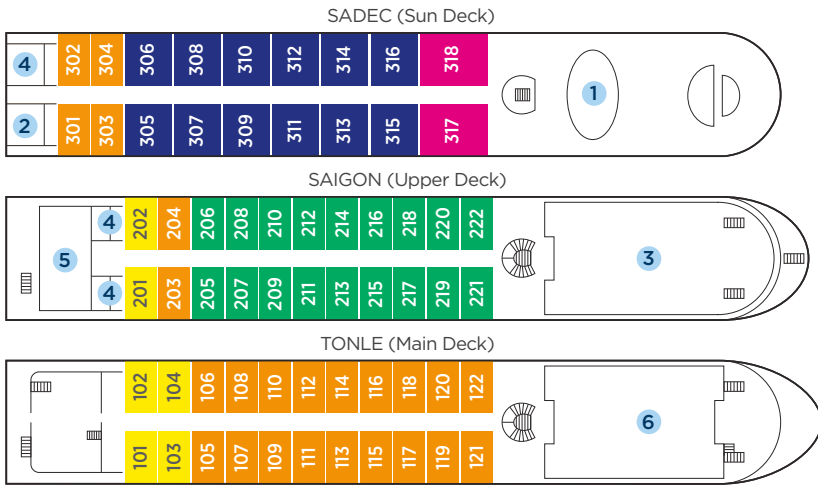 SADEC (Sun Deck)
4 302 304 306 308 310 312 314 316 318
1
2 301 303 305 307 309 311 313 315 317
SAIGON (Upper Deck)
4 202 204 206 208 210 212 214 216 218 220 222
5 3
4 201 203 205 207 209 211 213 215 217 219 221
TONLE (Main Deck)
102 104 106 108 110 112 114 116 118 120 122
6
101 103 105 107 109 111 113 115 117 119 121